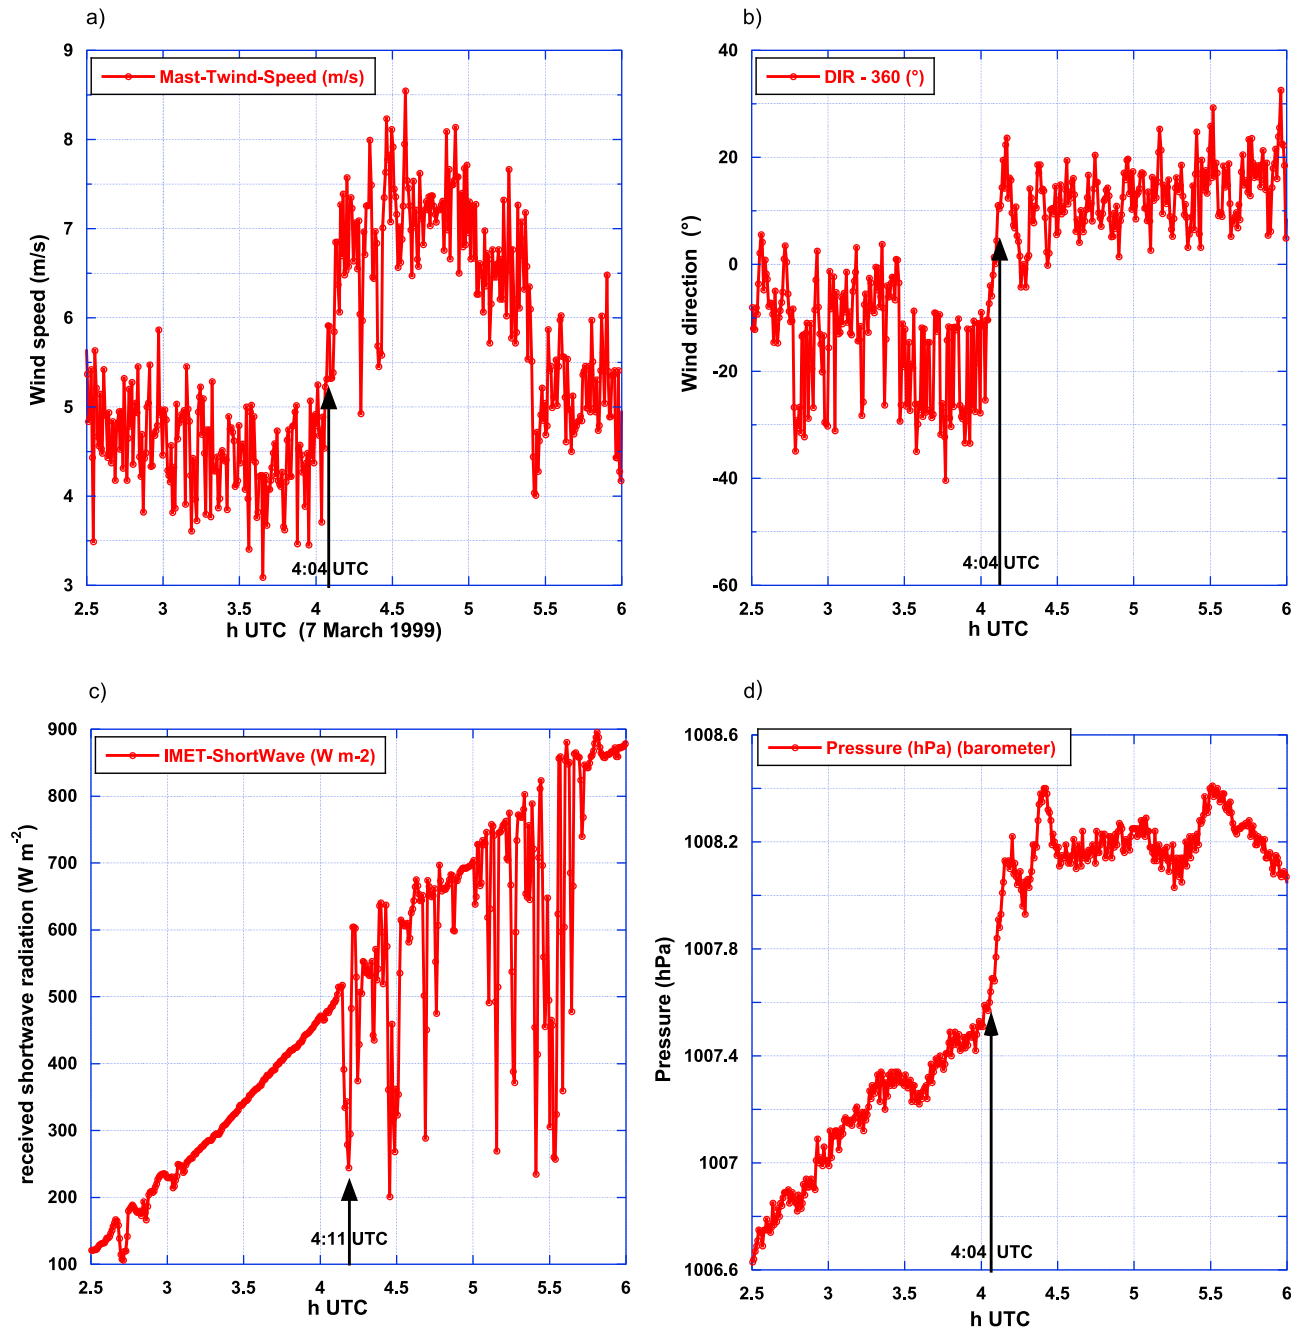 a)
9
8
7
6
5
4
3
Wind speed (m/s)
Mast-Twind-Speed (m/s)
4:04 UTC
2.5 3 3.5 4 4.5 5 5.5 6
h UTC (7 March 1999)
b)
40
20
0
-20
-40
-60
Wind direction (°)
DIR - 360 (°)
4:04 UTC
2.5 3 3.5 4 4.5 5 5.5 6
h UTC
c)
900
800
700
600
500
400
300
200
100
received shortwave radiation (W m-2)
IMET-ShortWave (W m-2)
4:11 UTC
2.5 3 3.5 4 4.5 5 5.5 6
h UTC
d)
1008.6
1008.2
1007.8
1007.4
1007
1006.6
Pressure (hPa)
Pressure (hPa) (barometer)
4:04 UTC
2.5 3 3.5 4 4.5 5 5.5 6
h UTC